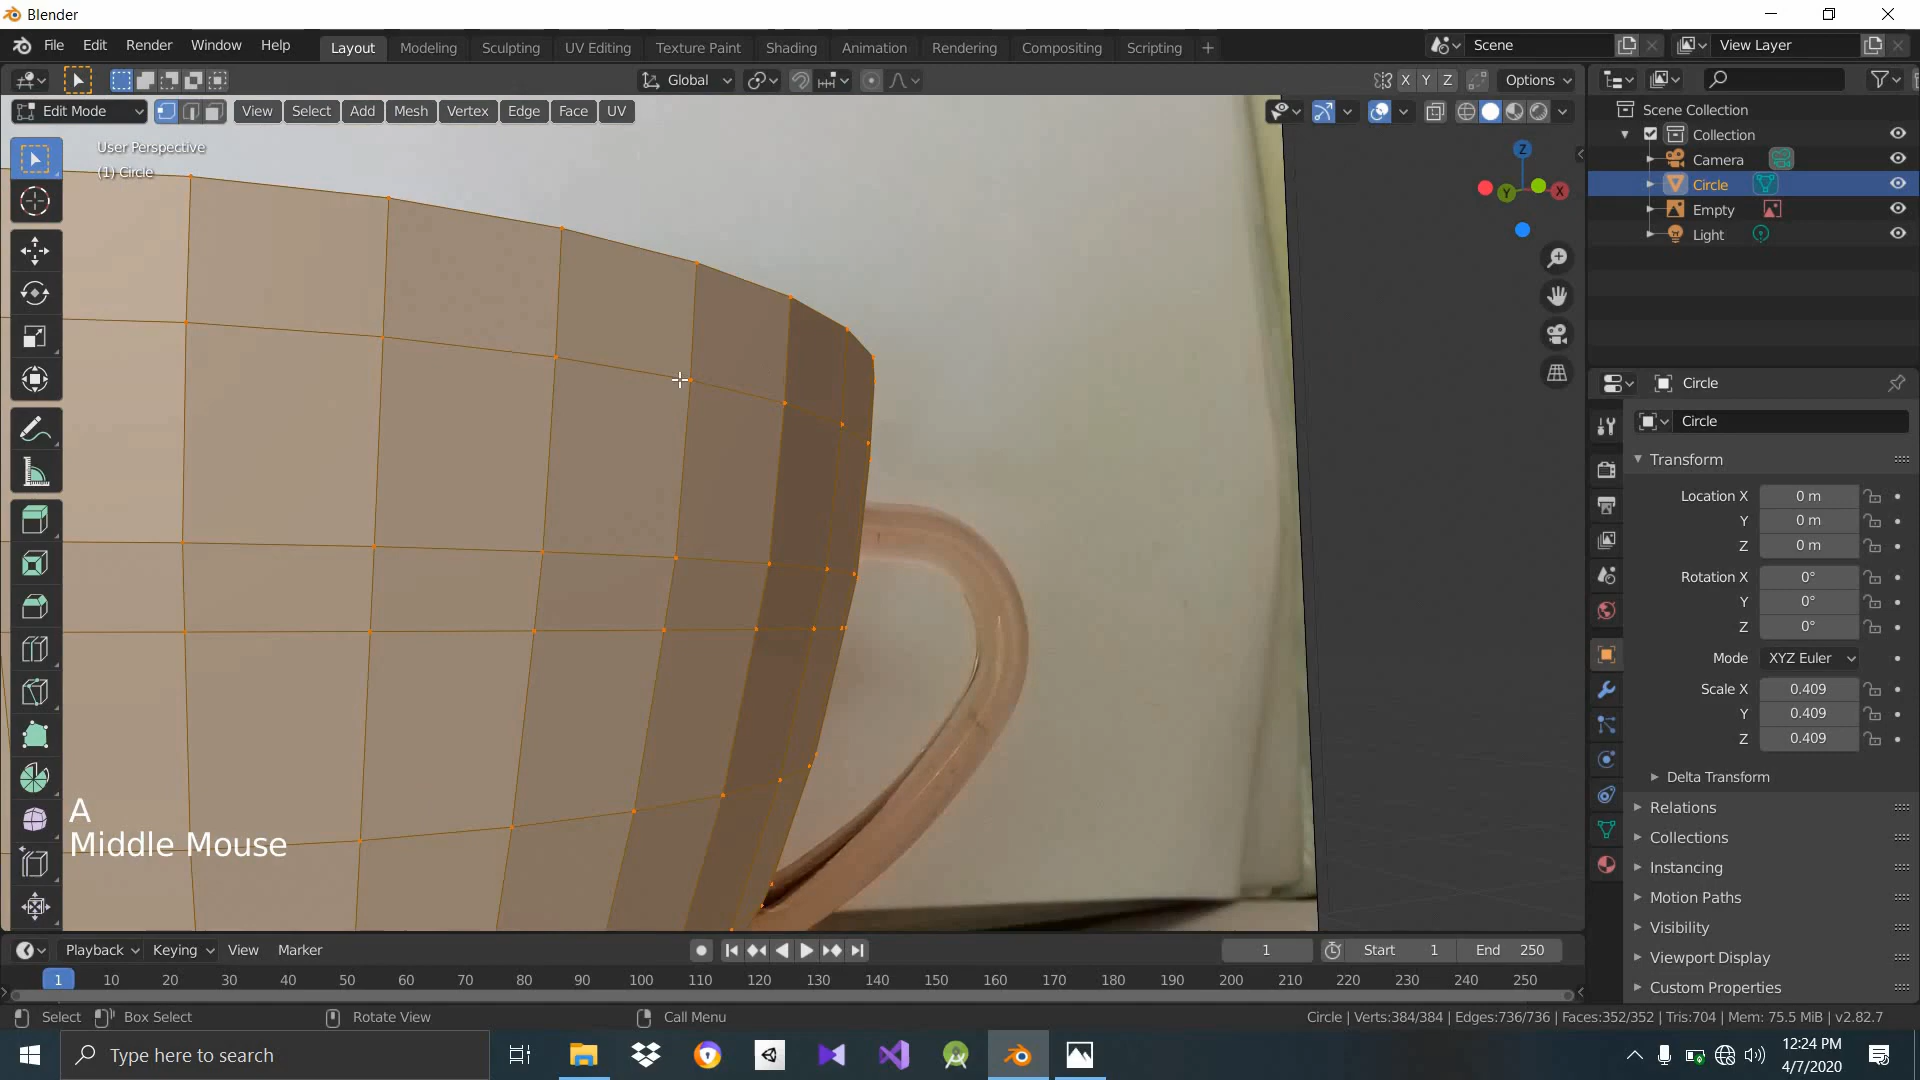 Blender
File Edit Render Window Help Layout Modeling Sculpting UV Editing Texture Paint Shading Animation Rendering Compositing Scripting + Scene View Layer
Global X Y Z Options
Edit Mode View Select Add Mesh Vertex Edge Face UV
User Perspective
(1) Circle
Z
X
Y
A
Middle Mouse
Scene Collection
Collection
Camera
Circle
Empty
Light
Circle
Circle
Transform
Location X 0 m
Y 0 m
Z 0 m
Rotation X 0°
Y 0°
Z 0°
Mode XYZ Euler
Scale X 0.409
Y 0.409
Z 0.409
Delta Transform
Relations
Collections
Instancing
Motion Paths
Visibility
Viewport Display
Custom Properties
Playback Keying View Marker 1 Start 1 End 250
1 10 20 30 40 50 60 70 80 90 100 110 120 130 140 150 160 170 180 190 200 210 220 230 240 250
Select Box Select Rotate View Call Menu Circle | Verts:384/384 | Edges:736/736 | Faces:352/352 | Tris:704 | Mem: 75.5 MiB | v2.82.7
Type here to search
12:24 PM
4/7/2020